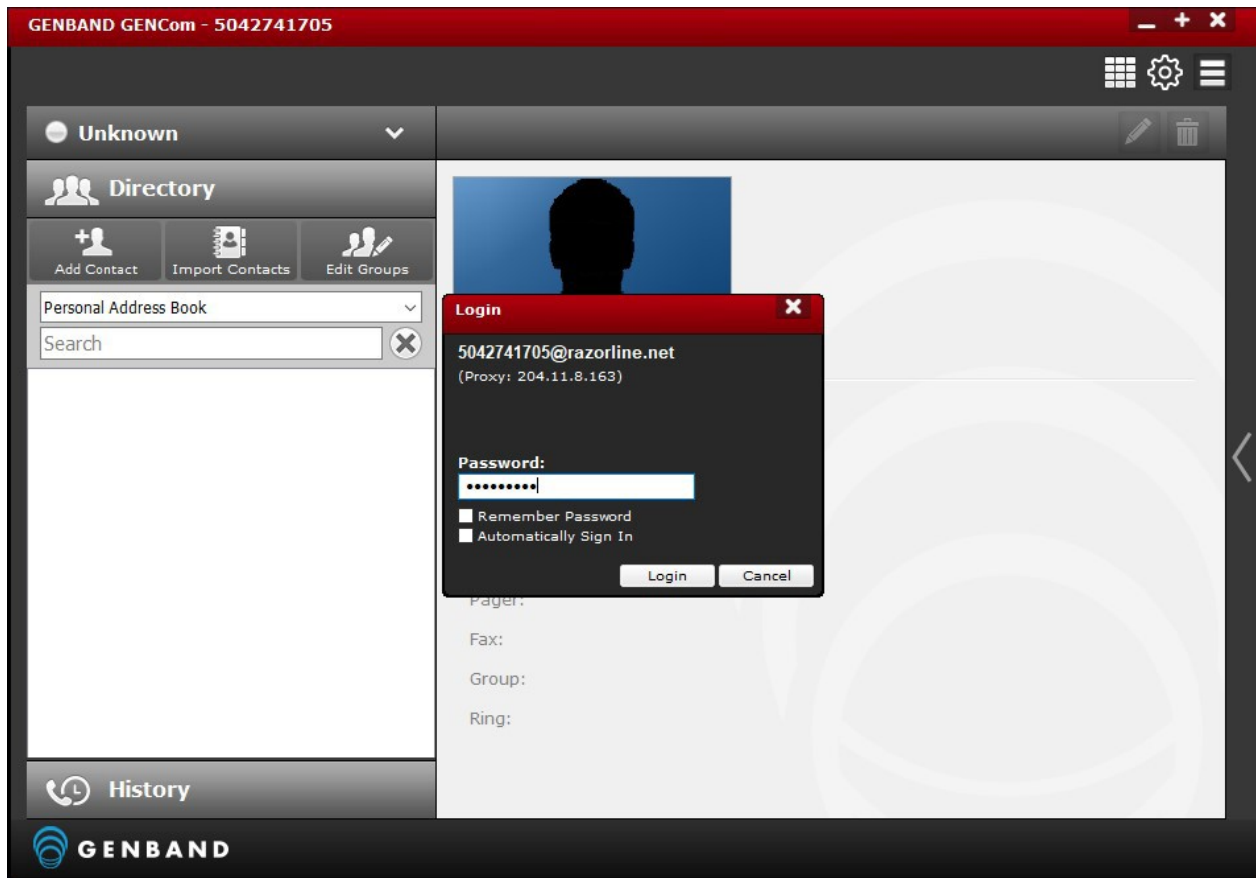 GENBAND GENCom - 5042741705
Unknown
Directory
Add Contact
Import Contacts
Edit Groups
Personal Address Book
Search
Login
5042741705@razorline.net
(Proxy: 204.11.8.163)
Password:
•••••••••
Remember Password
Automatically Sign In
Login
Cancel
Pager:
Fax:
Group:
Ring:
History
GENBAND